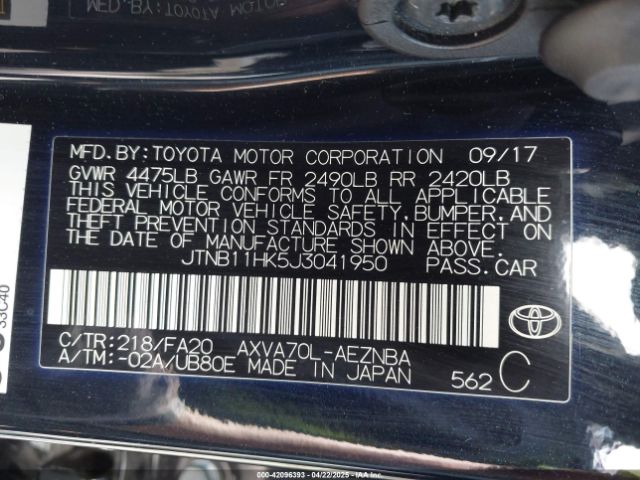 MFD.BY:TOYOTA MOTOR CORPORATION 09/17
GVWR 4475LB GAWR FR 2490LB RR 2420LB
THIS VEHICLE CONFORMS TO ALL APPLICABLE
FEDERAL MOTOR VEHICLE SAFETY,BUMPER,AND
THEFT PREVENTION STANDARDS IN EFFECT ON
THE DATE OF MANUFACTURE SHOWN ABOVE.
JTNB11HK5J3041950 PASS.CAR
C/TR:218/FA20 AXVA70L-AEZNBA
A/TM:-02A/UB80E MADE IN JAPAN 562 C
33C40
000-42096393 - 04/22/2025 - IAAI.COM